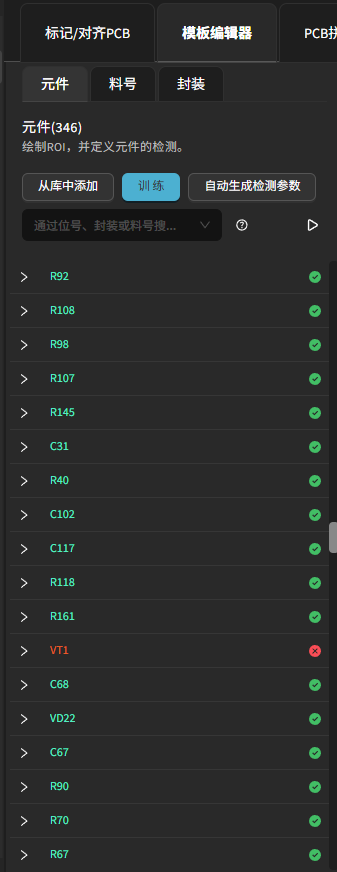 标记/对齐PCB 模板编辑器 PCB拼
元件 料号 封装
元件(346)
绘制ROI，并定义元件的检测。
从库中添加 训 练 自动生成检测参数
通过位号、封装或料号搜...
R92
R108
R98
R107
R145
C31
R40
C102
C117
R118
R161
VT1
C68
VD22
C67
R90
R70
R67